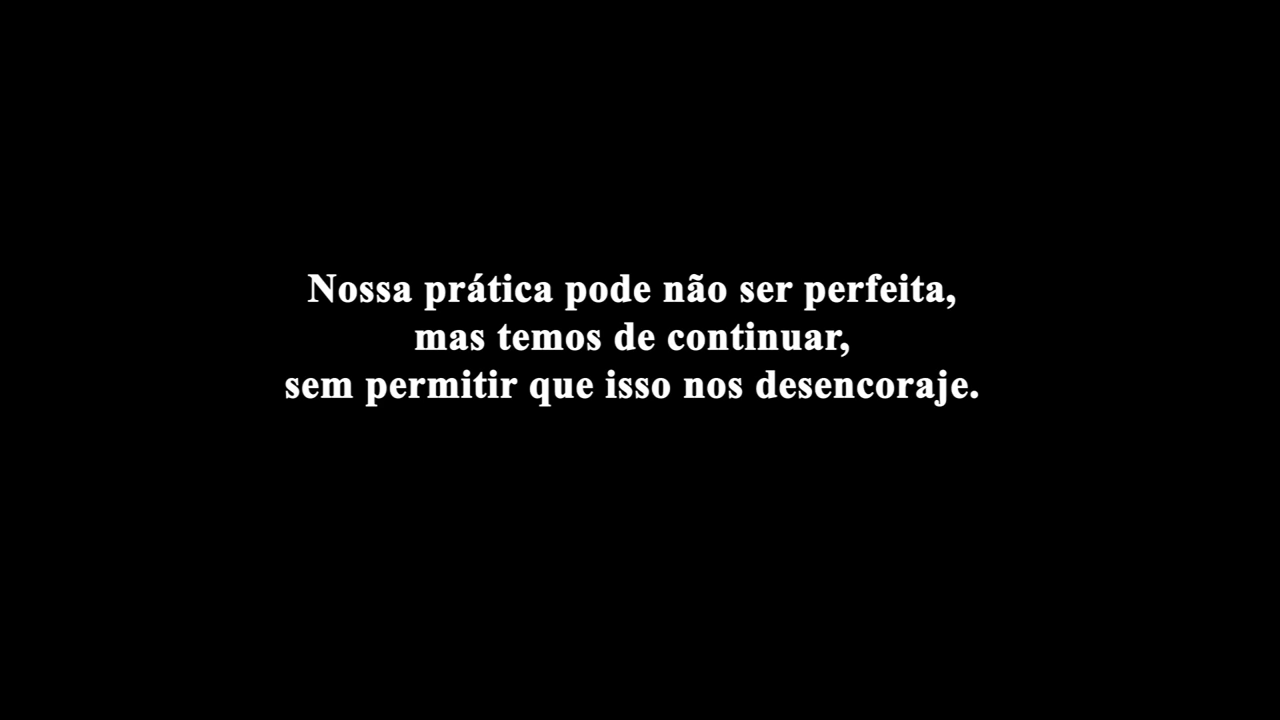 Nossa prática pode não ser perfeita,
mas temos de continuar,
sem permitir que isso nos desencoraje.